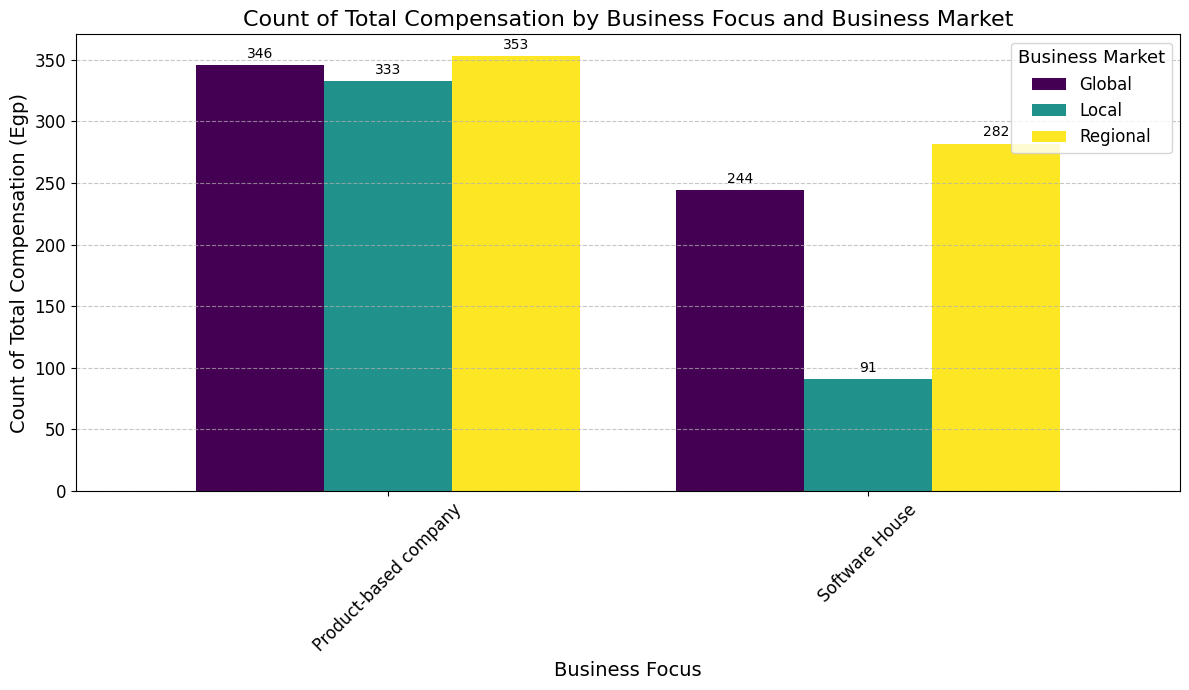 Count of Total Compensation by Business Focus and Business Market
Count of Total Compensation (Egp)
350
300
250
200
150
100
50
0
346
333
353
244
91
282
Business Market
Global
Local
Regional
Product-based company
Software House
Business Focus